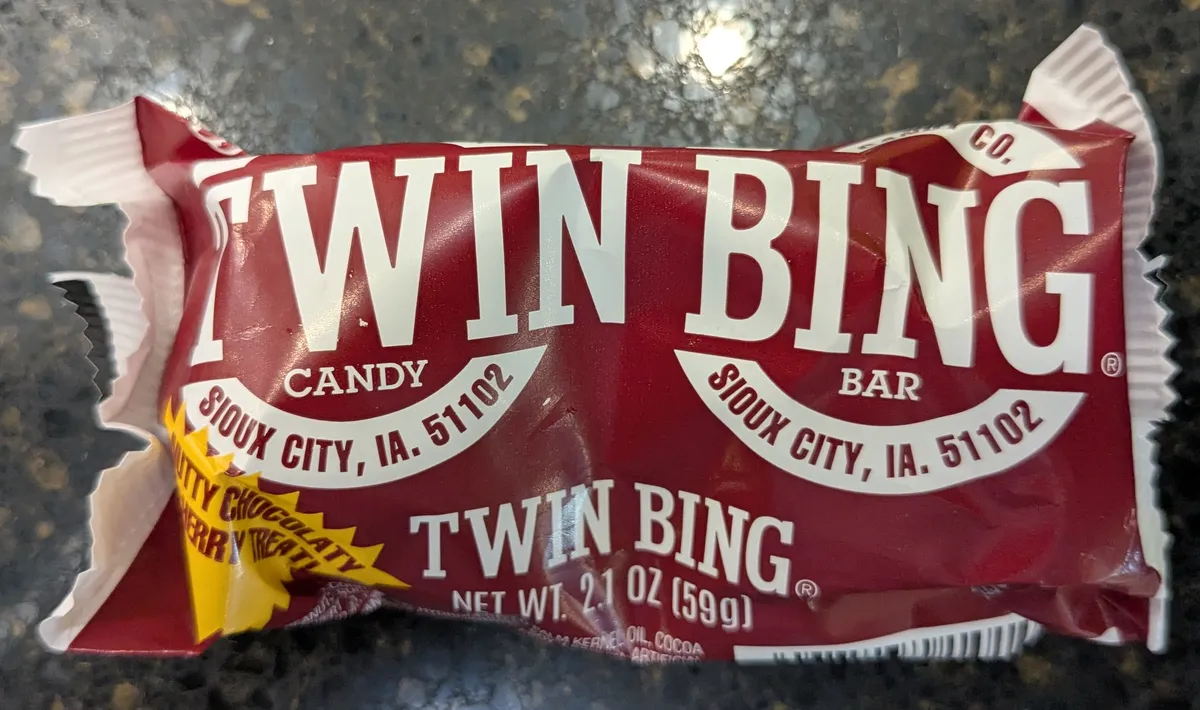 CO.
TWIN BING®
CANDY
BAR
SIOUX CITY, IA. 51102
SIOUX CITY, IA. 51102
CHOCOLATY
TREAT!
TWIN BING®
NET WT. 2.1 OZ (59g)
KERNEL OIL, COCOA